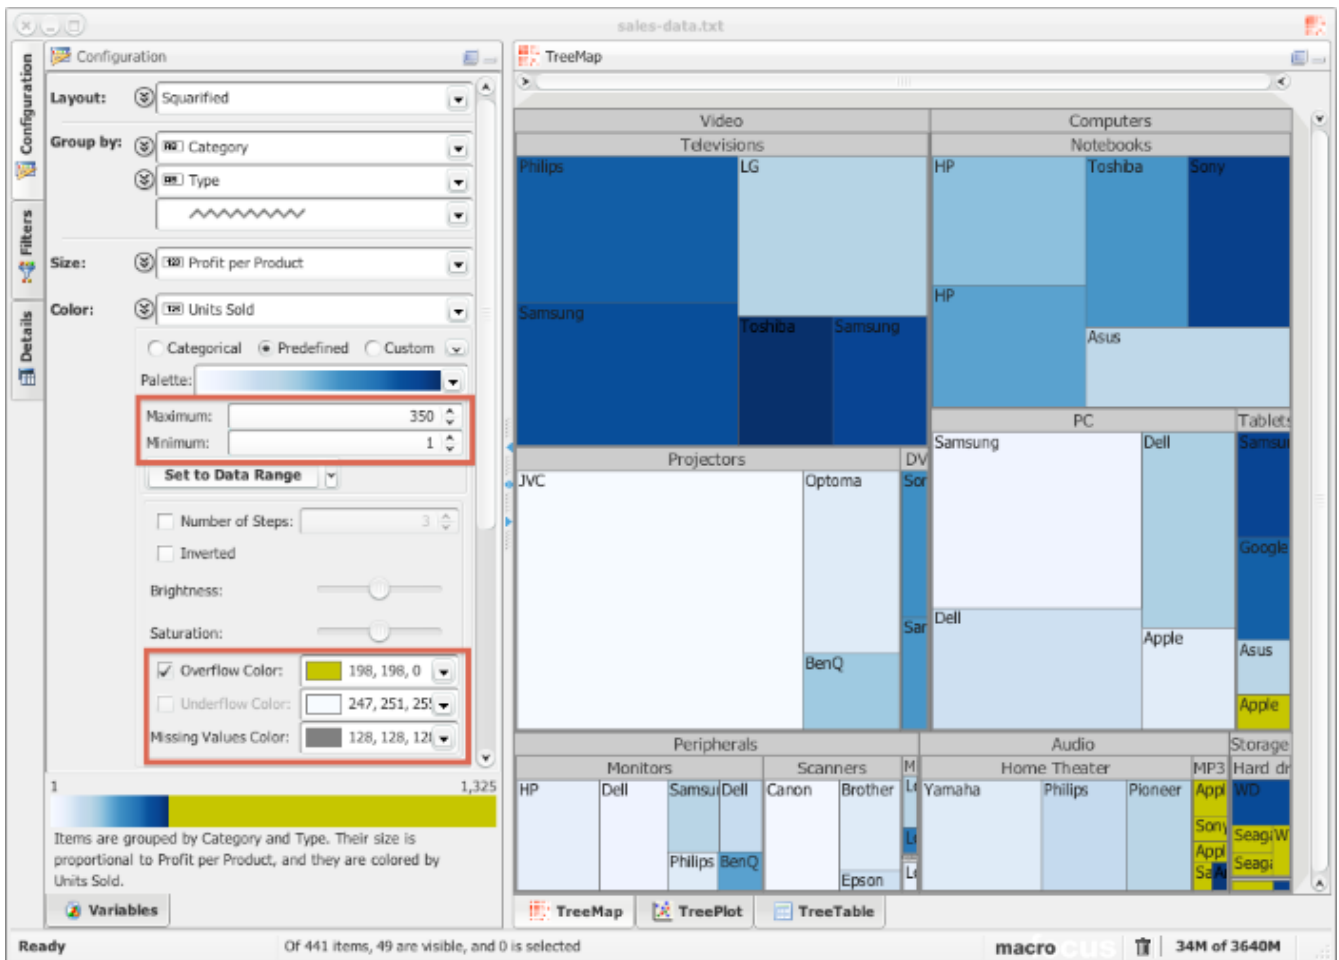 sales-data.txt
Configuration
Filters
Details
Configuration
Layout: Squarified
Group by: Category
Type
Size: 123 Profit per Product
Color: 123 Units Sold
Categorical Predefined Custom
Palette:
Maximum: 350
Minimum: 1
Set to Data Range
Number of Steps: 3
Inverted
Brightness:
Saturation:
Overflow Color: 198, 198, 0
Underflow Color: 247, 251, 25
Missing Values Color: 128, 128, 12
1 1,325
Items are grouped by Category and Type. Their size is
proportional to Profit per Product, and they are colored by
Units Sold.
Variables
TreeMap
Video Computers
Televisions Notebooks
Philips LG HP Toshiba Sony
HP
Samsung Toshiba Samsung
Asus
PC Tablets
Samsung Dell Samsu
Projectors DV
JVC Optoma Sor
Google
Dell Sar
Apple Asus
BenQ
Apple
Peripherals Audio Storage
Monitors Scanners M Home Theater MP3 Hard dr
HP Dell Samsu Dell Canon Brother Yamaha Philips Pioneer Appl WD
Sony Seag W
Philips BenQ Appl Seag
Epson Sa A
TreeMap TreePlot TreeTable
Ready Of 441 items, 49 are visible, and 0 is selected macrocus 34M of 3640M